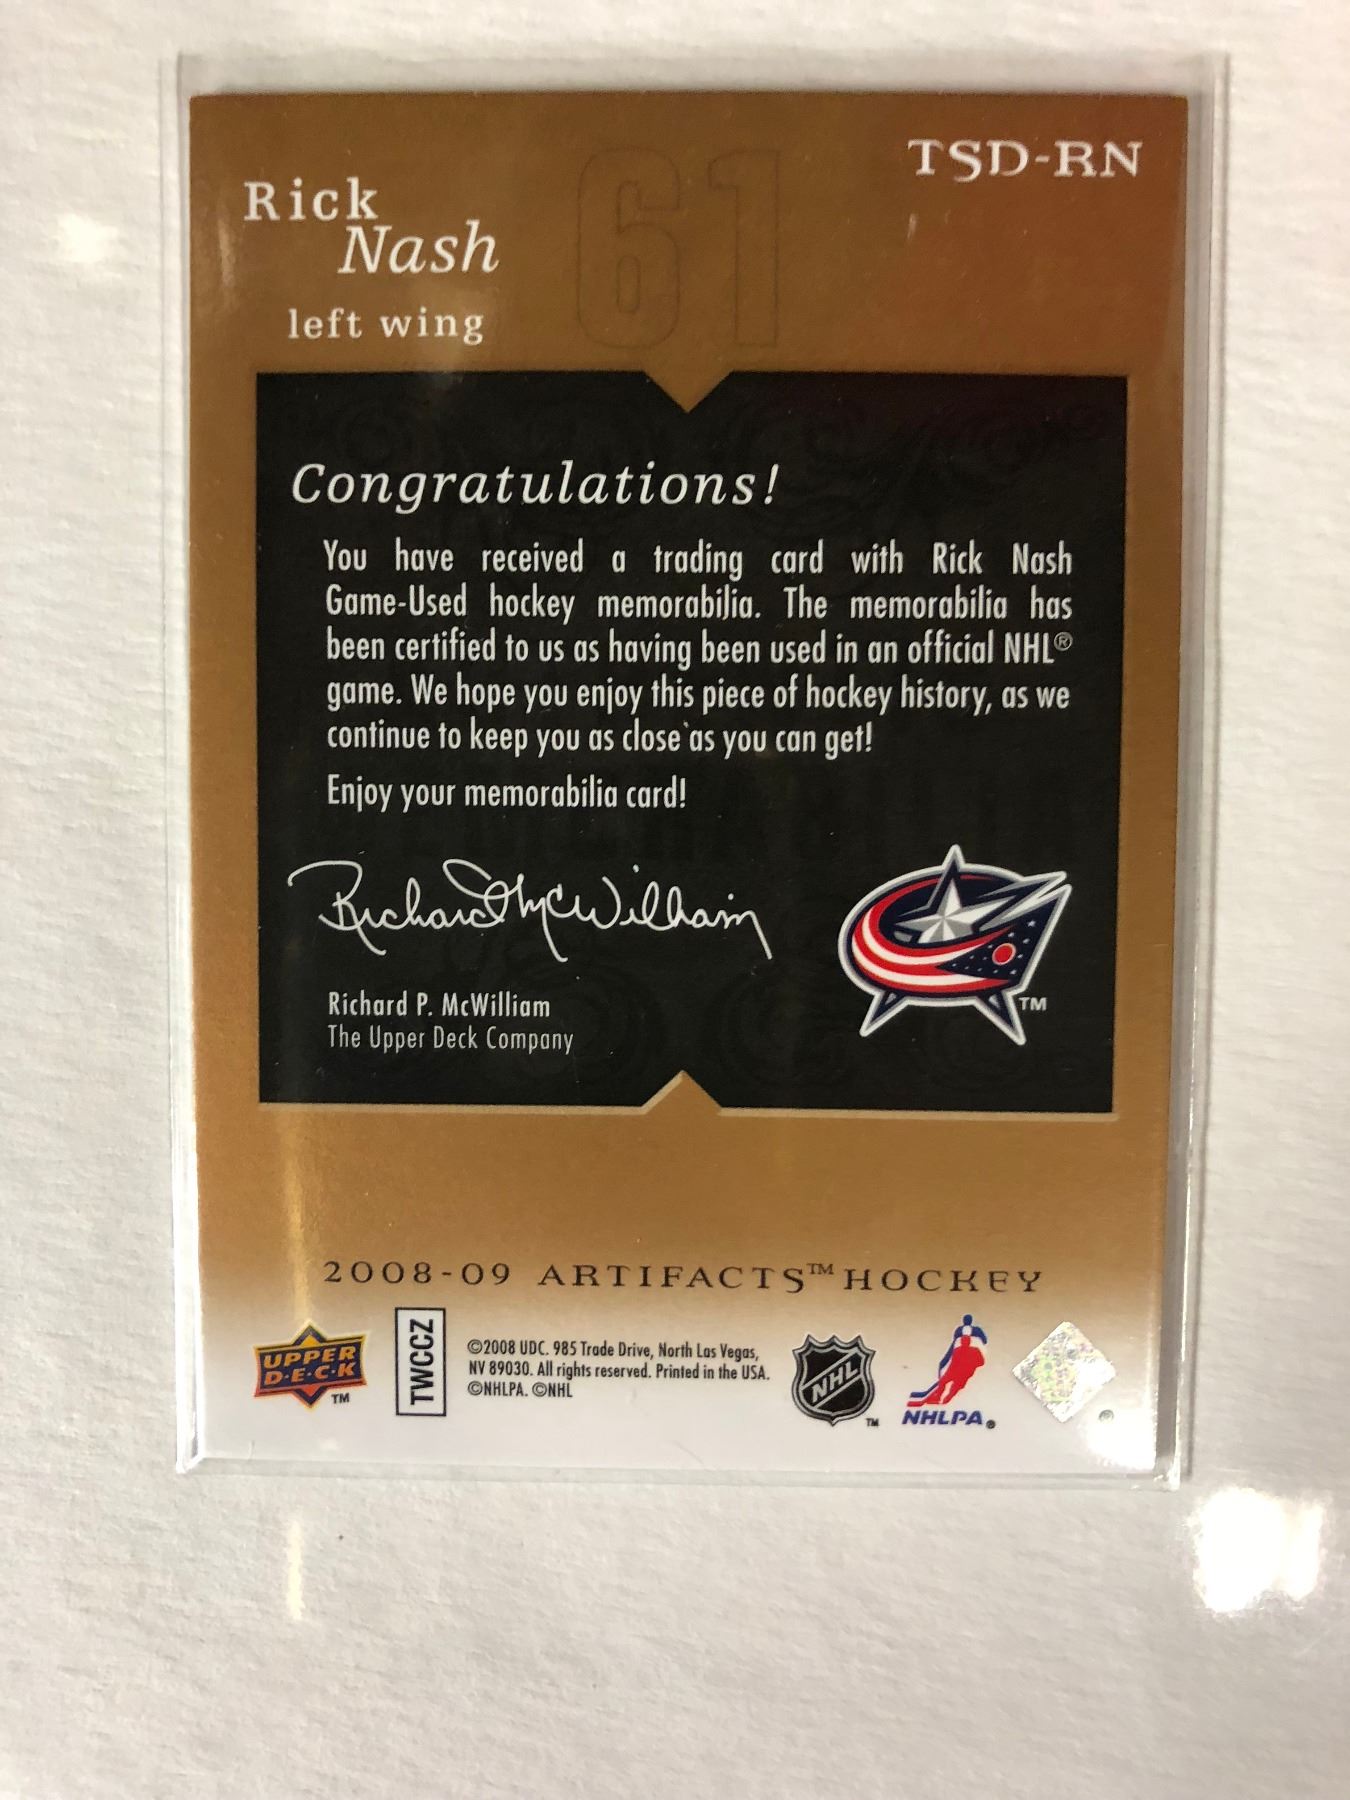 TSD-RN
61
Rick
Nash
left wing
Congratulations!
You have received a trading card with Rick Nash
Game-Used hockey memorabilia. The memorabilia has
been certified to us as having been used in an official NHL®
game. We hope you enjoy this piece of hockey history, as we
continue to keep you as close as you can get!
Enjoy your memorabilia card!
Richard McWilliam
TM
Richard P. McWilliam
The Upper Deck Company
2008-09 ARTIFACTS™ HOCKEY
UPPER
D·E·C·K
TM
TWCCZ
©2008 UDC. 985 Trade Drive, North Las Vegas,
NV 89030. All rights reserved. Printed in the USA.
©NHLPA. ©NHL
NHL
TM
NHLPA®